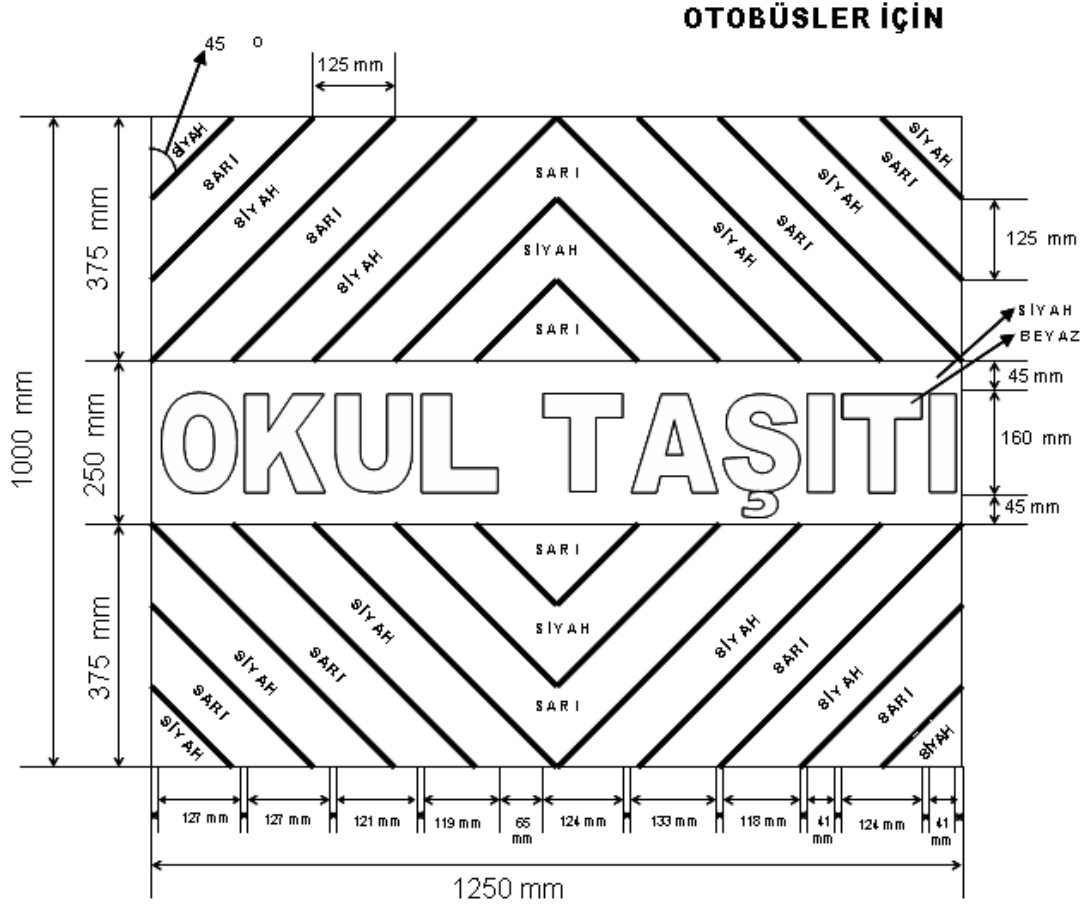 OTOBÜSLER İÇİN
45 o
125 mm
SİYAH
SARI
SİYAH
SARI
SİYAH
SARI
SİYAH
SARI
SİYAH
SARI
SİYAH
SARI
SİYAH
375 mm
125 mm
SİYAH
BEYAZ
1000 mm
250 mm
OKUL TAŞITI
45 mm
160 mm
45 mm
375 mm
SARI
SİYAH
SARI
SİYAH
SİYAH
SARI
SİYAH
SARI
SİYAH
SARI
SİYAH
SARI
SİYAH
127 mm
127 mm
121 mm
119 mm
65 mm
124 mm
133 mm
118 mm
41 mm
124 mm
41 mm
1250 mm